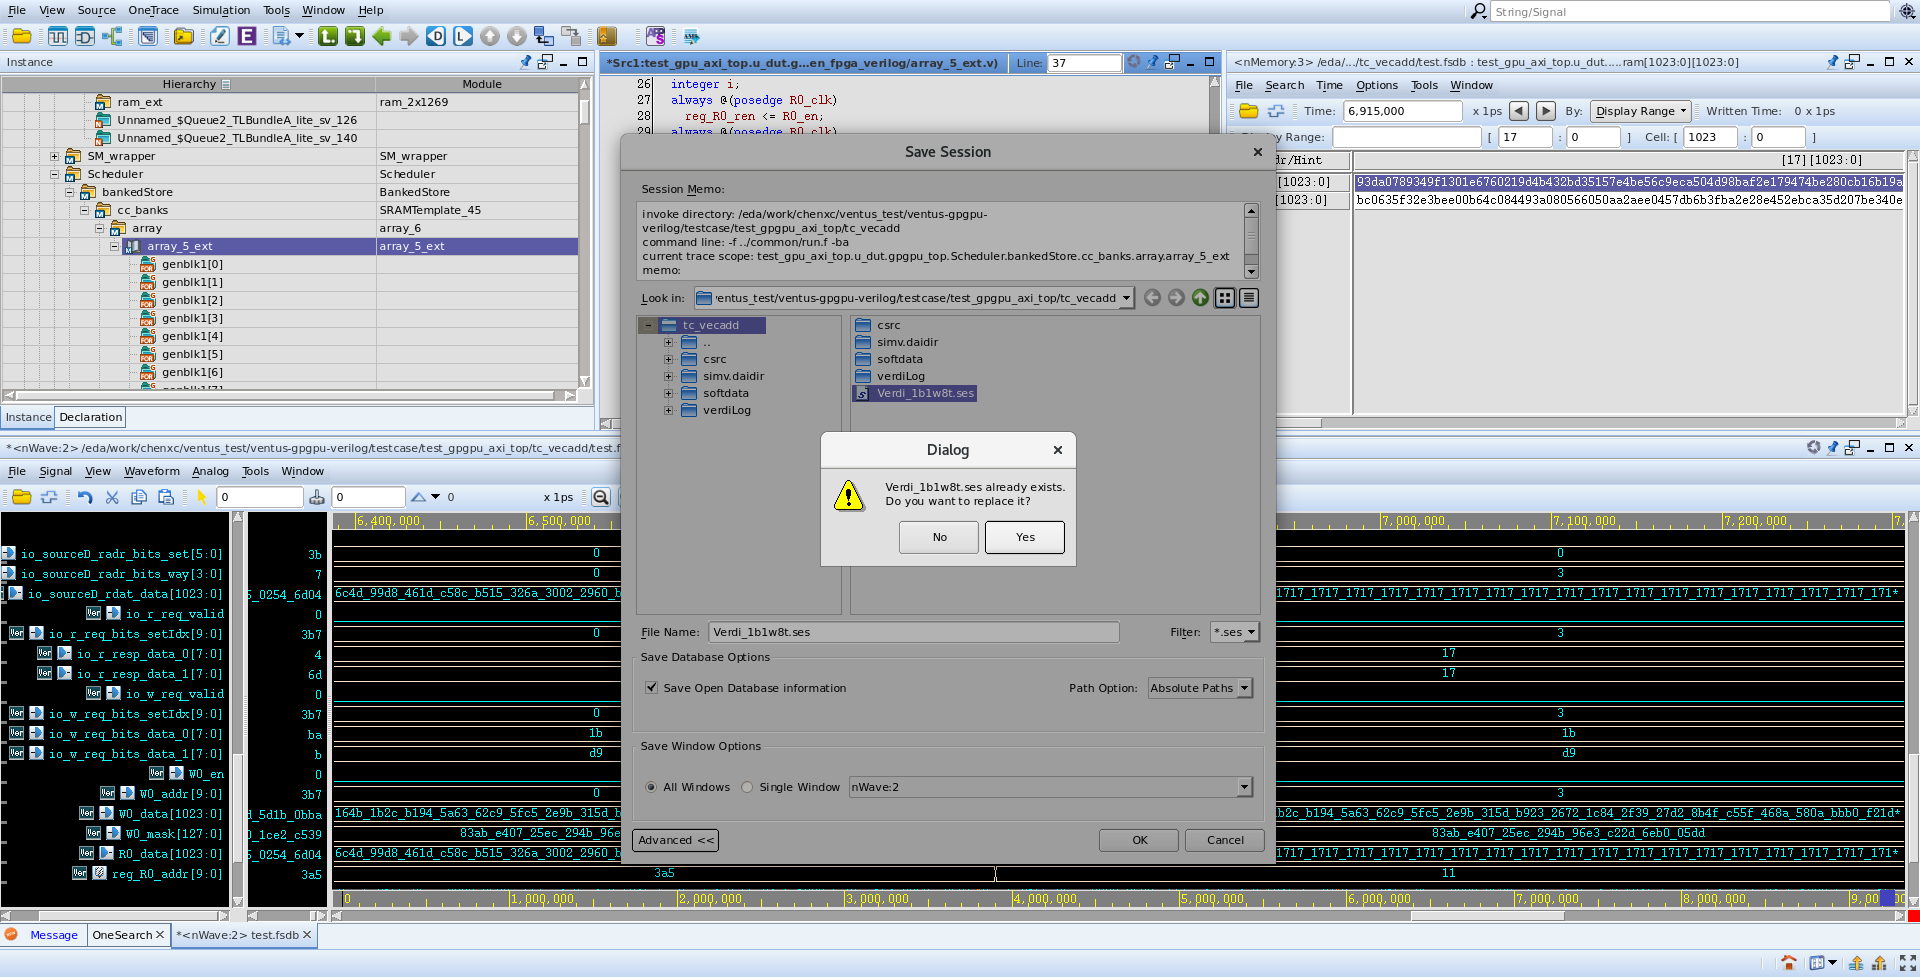 File View Source OneTrace Simulation Tools Window Help
String/Signal
Instance
Hierarchy Module
ram_ext ram_2x1269
Unnamed_$Queue2_TLBundleA_lite_sv_126
Unnamed_$Queue2_TLBundleA_lite_sv_140
SM_wrapper SM_wrapper
Scheduler Scheduler
bankedStore BankedStore
cc_banks SRAMTemplate_45
array array_6
array_5_ext array_5_ext
genblk1[0]
genblk1[1]
genblk1[2]
genblk1[3]
genblk1[4]
genblk1[5]
genblk1[6]
Instance Declaration
*Src1:test_gpu_axi_top.u_dut.g...en_fpga_verilog/array_5_ext.v) Line: 37
26 integer i;
27 always @(posedge R0_clk)
28 reg_R0_ren <= R0_en;
29 always @(posedge R0_clk)
<nMemory:3> /eda/.../tc_vecadd/test.fsdb : test_gpu_axi_top.u_dut.....ram[1023:0][1023:0]
File Search Time Options Tools Window
Time: 6,915,000 x 1ps By: Display Range Written Time: 0 x 1ps
Range: [ 17 : 0 ] Cell: [ 1023 : 0 ]
dr/Hint [17][1023:0]
[1023:0] 93da0789349f1301e6760219d4b432bd35157e4be56c9eca504d98baf2e179474be280cb16b19a
[1023:0] bc0635f32e3bee00b64c084493a080566050aa2aee0457db6b3fba2e28e452ebca35d207be340e
Save Session
Session Memo:
invoke directory: /eda/work/chenxc/ventus_test/ventus-gpgpu-
verilog/testcase/test_gpgpu_axi_top/tc_vecadd
command line: -f ../common/run.f -ba
current trace scope: test_gpu_axi_top.u_dut.gpgpu_top.Scheduler.bankedStore.cc_banks.array.array_5_ext
memo:
Look in: entus_test/ventus-gpgpu-verilog/testcase/test_gpgpu_axi_top/tc_vecadd
tc_vecadd
..
csrc
simv.daidir
softdata
verdiLog
csrc
simv.daidir
softdata
verdiLog
Verdi_1b1w8t.ses
Dialog
Verdi_1b1w8t.ses already exists.
Do you want to replace it?
No Yes
File Name: Verdi_1b1w8t.ses Filter: *.ses
Save Database Options
Save Open Database information Path Option: Absolute Paths
Save Window Options
All Windows Single Window nWave:2
Advanced << OK Cancel
*<nWave:2> /eda/work/chenxc/ventus_test/ventus-gpgpu-verilog/testcase/test_gpgpu_axi_top/tc_vecadd/test.f
File Signal View Waveform Analog Tools Window
0 0 0 x 1ps
6,400,000 6,500,000 7,000,000 7,100,000 7,200,000 7,
io_sourceD_radr_bits_set[5:0] 3b 0 0
io_sourceD_radr_bits_way[3:0] 7 0 3
io_sourceD_rdat_data[1023:0] 5_0254_6d04 6c4d_99d8_461d_c58c_b515_326a_3002_2960_b 1717_1717_1717_1717_1717_1717_1717_1717_1717_1717_1717_1717_1717_1717_171*
io_r_req_valid 0
io_r_req_bits_setIdx[9:0] 3b7 0 3
io_r_resp_data_0[7:0] 4 17
io_r_resp_data_1[7:0] 6d 17
io_w_req_valid 0
io_w_req_bits_setIdx[9:0] 3b7 0 3
io_w_req_bits_data_0[7:0] ba 1b 1b
io_w_req_bits_data_1[7:0] b d9 d9
W0_en 0
W0_addr[9:0] 3b7 0 3
W0_data[1023:0] d_5d1b_0bba 164b_1b2c_b194_5a63_62c9_5fc5_2e9b_315d_b b2c_b194_5a63_62c9_5fc5_2e9b_315d_b923_2672_1c84_2f39_27d2_8b4f_c55f_468a_580a_bbb0_f21d*
W0_mask[127:0] 0_1ce2_c539 83ab_e407_25ec_294b_96e 83ab_e407_25ec_294b_96e3_c22d_6eb0_05dd
R0_data[1023:0] 5_0254_6d04 6c4d_99d8_461d_c58c_b515_326a_3002_2960_b 1717_1717_1717_1717_1717_1717_1717_1717_1717_1717_1717_1717_1717_1717_171*
reg_R0_addr[9:0] 3a5 3a5 11
0 1,000,000 2,000,000 3,000,000 4,000,000 5,000,000 6,000,000 7,000,000 8,000,000
Message OneSearch *<nWave:2> test.fsdb